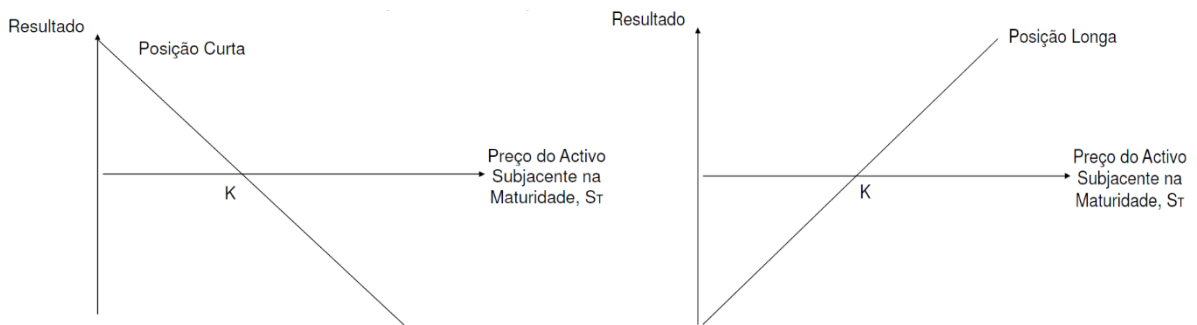 Resultado
Posição Curta
Preço do Activo
Subjacente na
Maturidade, ST
K
Resultado
Posição Longa
Preço do Activo
Subjacente na
Maturidade, ST
K